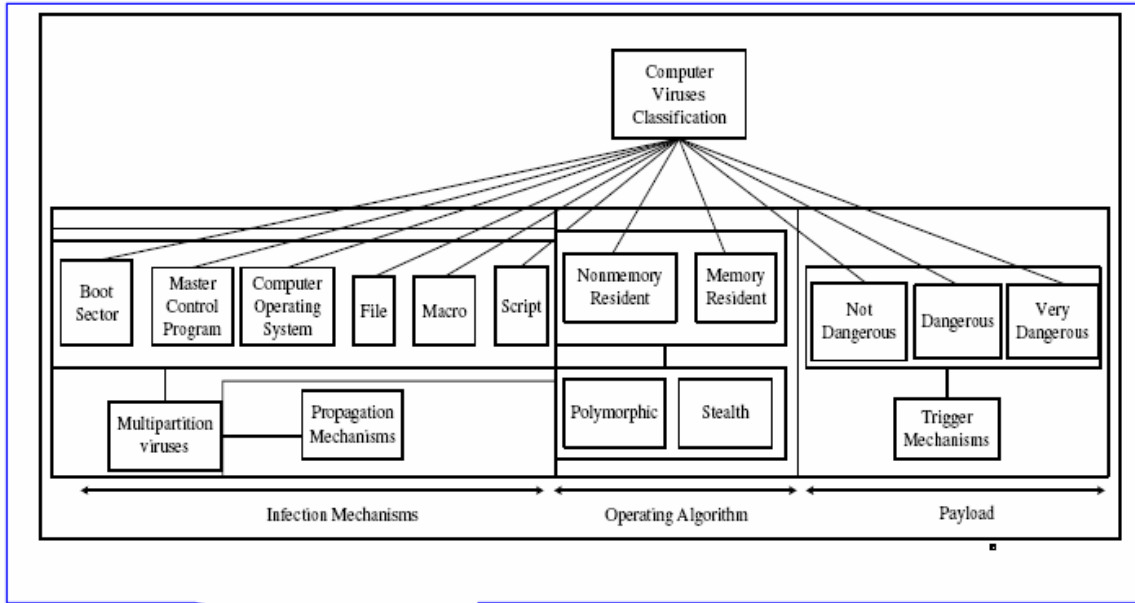 Computer
Viruses
Classification
Boot
Sector
Master
Control
Program
Computer
Operating
System
File
Macro
Script
Nonmemory
Resident
Memory
Resident
Not
Dangerous
Dangerous
Very
Dangerous
Multipartition
viruses
Propagation
Mechanisms
Polymorphic
Stealth
Trigger
Mechanisms
Infection Mechanisms
Operating Algorithm
Payload